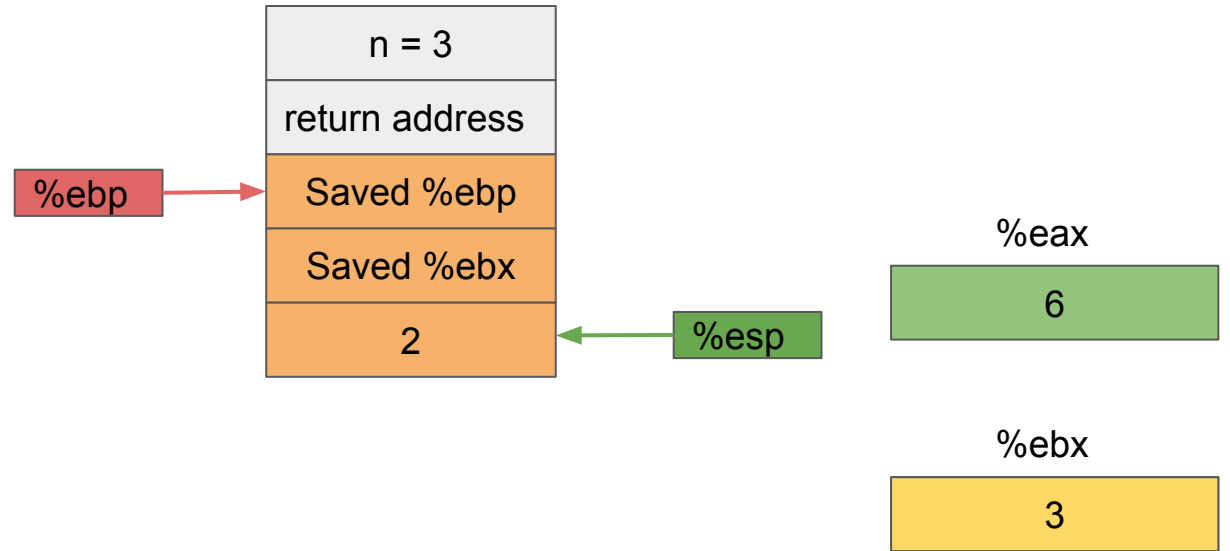 n = 3
return address
%ebp
Saved %ebp
Saved %ebx
%eax
6
2
%esp
%ebx
3